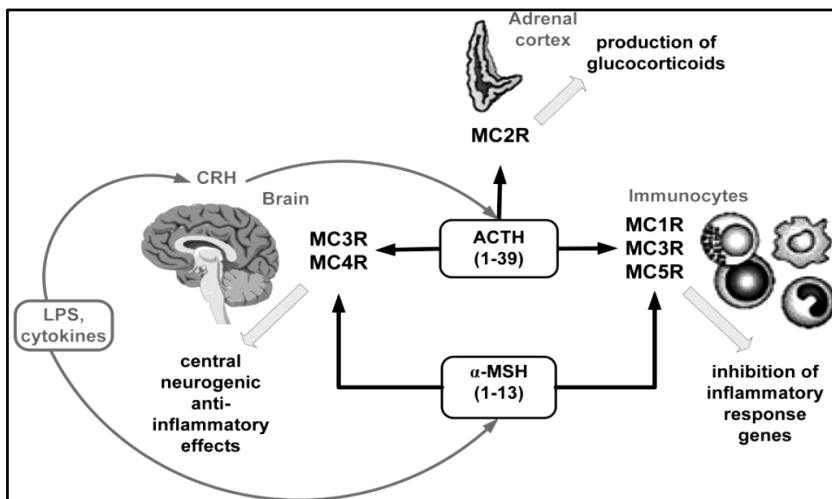 Adrenal
cortex
production of
glucocorticoids
MC2R
CRH
Brain
Immunocytes
MC3R
MC4R
ACTH
(1-39)
MC1R
MC3R
MC5R
LPS,
cytokines
central
neurogenic
anti-
inflammatory
effects
α-MSH
(1-13)
inhibition of
inflammatory
response
genes